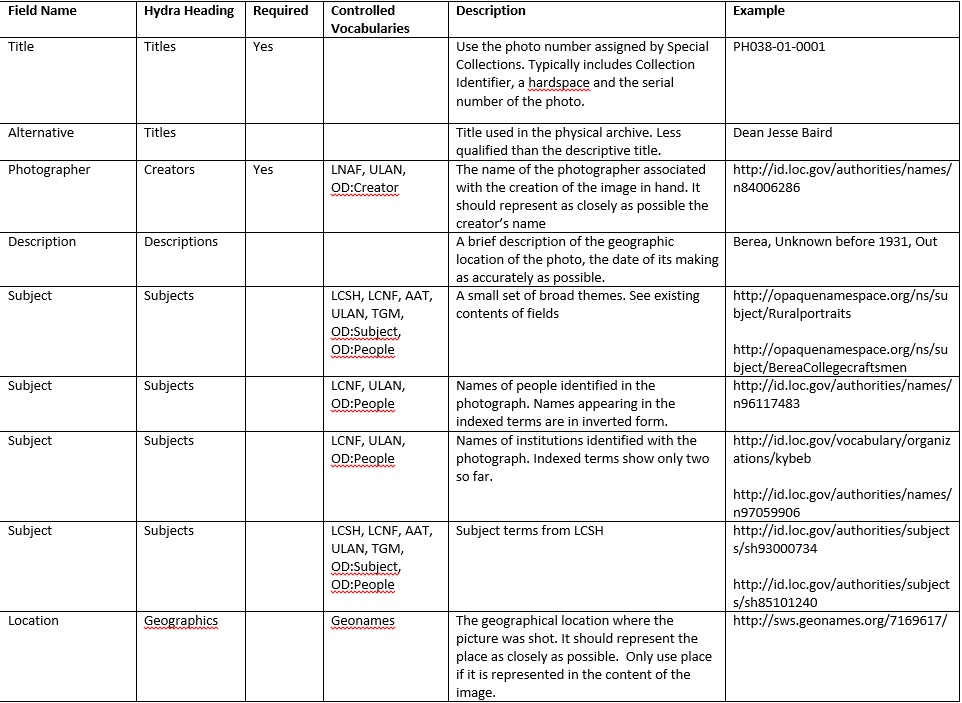 Field Name Hydra Heading Required Controlled Vocabularies Description Example
Title Titles Yes Use the photo number assigned by Special PH038-01-0001
Collections. Typically includes Collection
Identifier, a hardspace and the serial
number of the photo.
Alternative Titles Title used in the physical archive. Less Dean Jesse Baird
qualified than the descriptive title.
Photographer Creators Yes LNAF, ULAN, The name of the photographer associated http://id.loc.gov/authorities/names/
OD:Creator with the creation of the image in hand. It n84006286
should represent as closely as possible the
creator's name
Description Descriptions A brief description of the geographic Berea, Unknown before 1931, Out
location of the photo, the date of its making
as accurately as possible.
Subject Subjects LCSH, LCNF, AAT, A small set of broad themes. See existing http://opaquenamespace.org/ns/su
ULAN, TGM, contents of fields bject/Ruralportraits
OD:Subject,
OD:People http://opaquenamespace.org/ns/su
bject/BereaCollegecraftsmen
Subject Subjects LCNF, ULAN, Names of people identified in the http://id.loc.gov/authorities/names/
OD:People photograph. Names appearing in the n96117483
indexed terms are in inverted form.
Subject Subjects LCNF, ULAN, Names of institutions identified with the http://id.loc.gov/vocabulary/organiz
OD:People photograph. Indexed terms show only two ations/kybeb
so far.
http://id.loc.gov/authorities/names/
n97059906
Subject Subjects LCSH, LCNF, AAT, Subject terms from LCSH http://id.loc.gov/authorities/subject
ULAN, TGM, s/sh93000734
OD:Subject,
OD:People http://id.loc.gov/authorities/subject
s/sh85101240
Location Geographics Geonames The geographical location where the http://sws.geonames.org/7169617/
picture was shot. It should represent the
place as closely as possible. Only use place
if it is represented in the content of the
image.